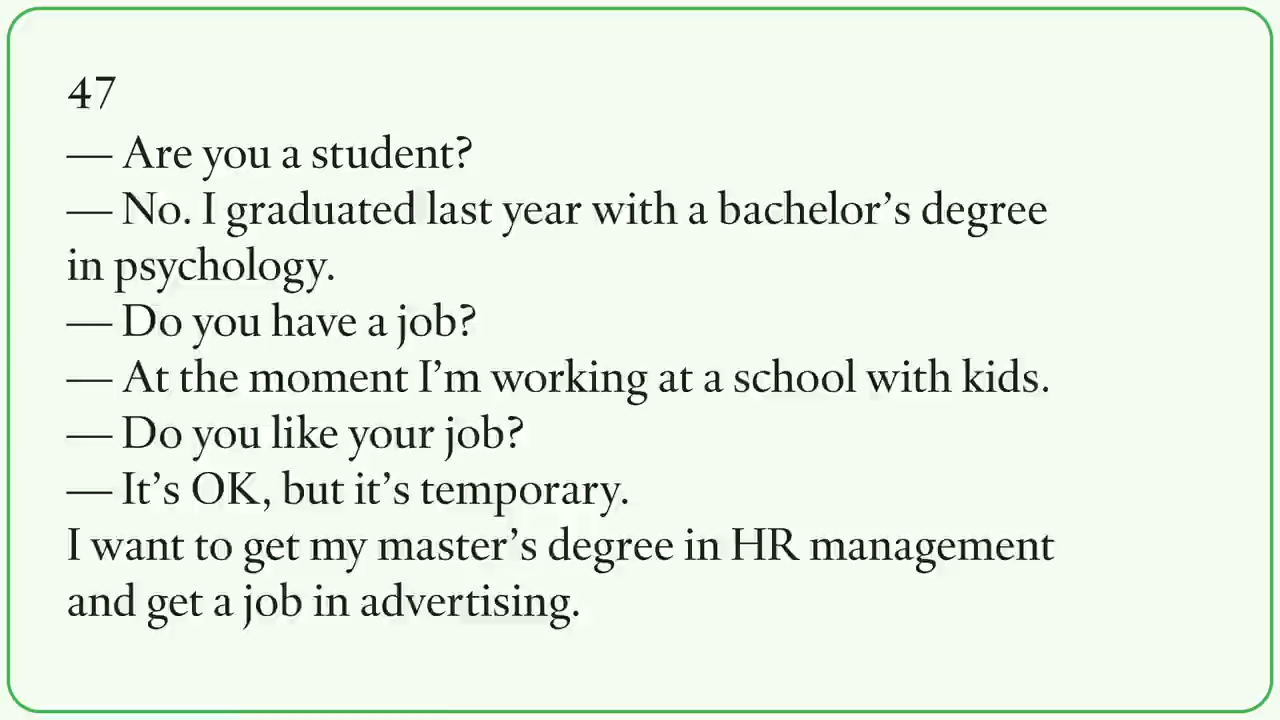 47
— Are you a student?
— No. I graduated last year with a bachelor’s degree
in psychology.
— Do you have a job?
— At the moment I’m working at a school with kids.
— Do you like your job?
— It’s OK, but it’s temporary.
I want to get my master’s degree in HR management
and get a job in advertising.